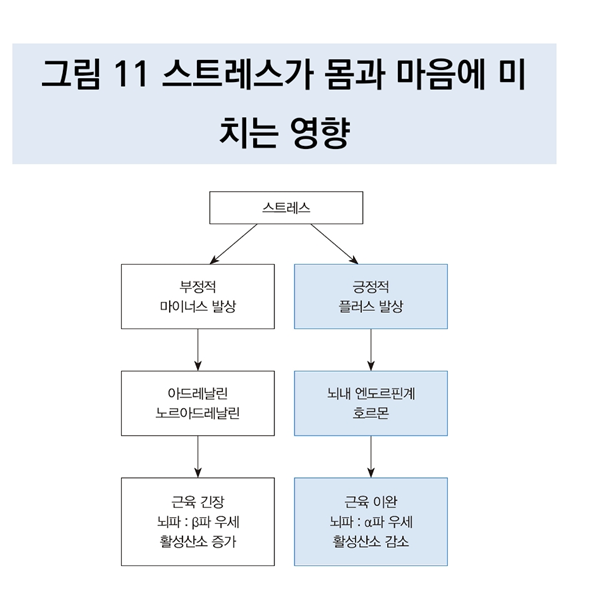 그림 11 스트레스가 몸과 마음에 미
치는 영향
스트레스
부정적
마이너스 발상
긍정적
플러스 발상
아드레날린
노르아드레날린
뇌내 엔도르핀계
호르몬
근육 긴장
뇌파 : β파 우세
활성산소 증가
근육 이완
뇌파 : α파 우세
활성산소 감소